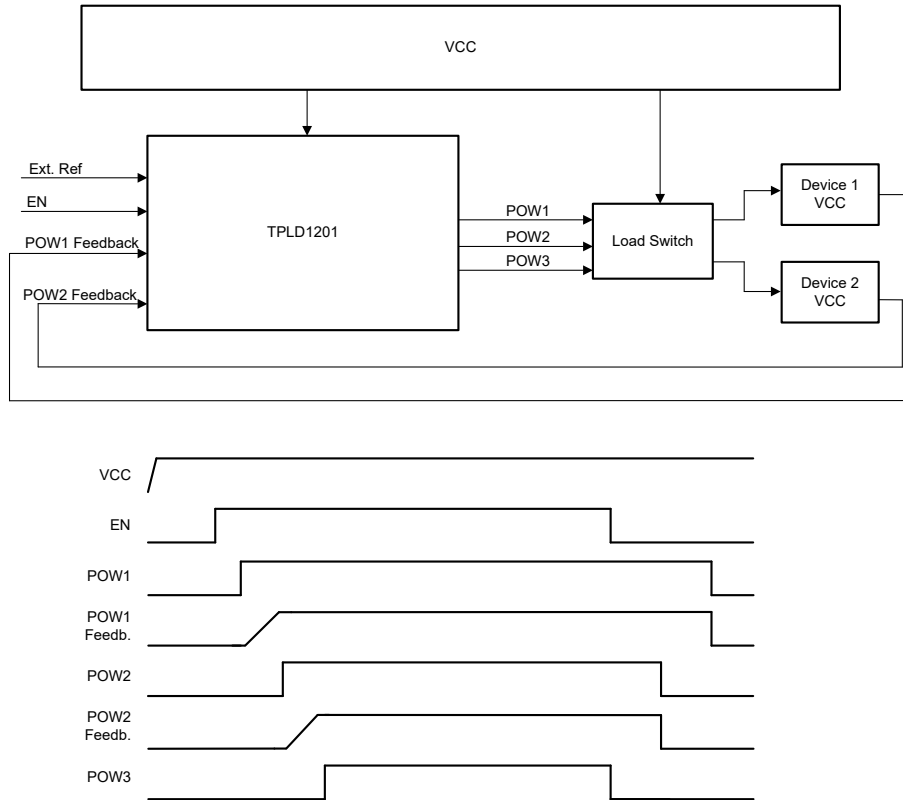 VCC
Ext. Ref
EN
POW1 Feedback
POW2 Feedback
TPLD1201
POW1
POW2
POW3
Load Switch
Device 1
VCC
Device 2
VCC
VCC
EN
POW1
POW1
Feedb.
POW2
POW2
Feedb.
POW3